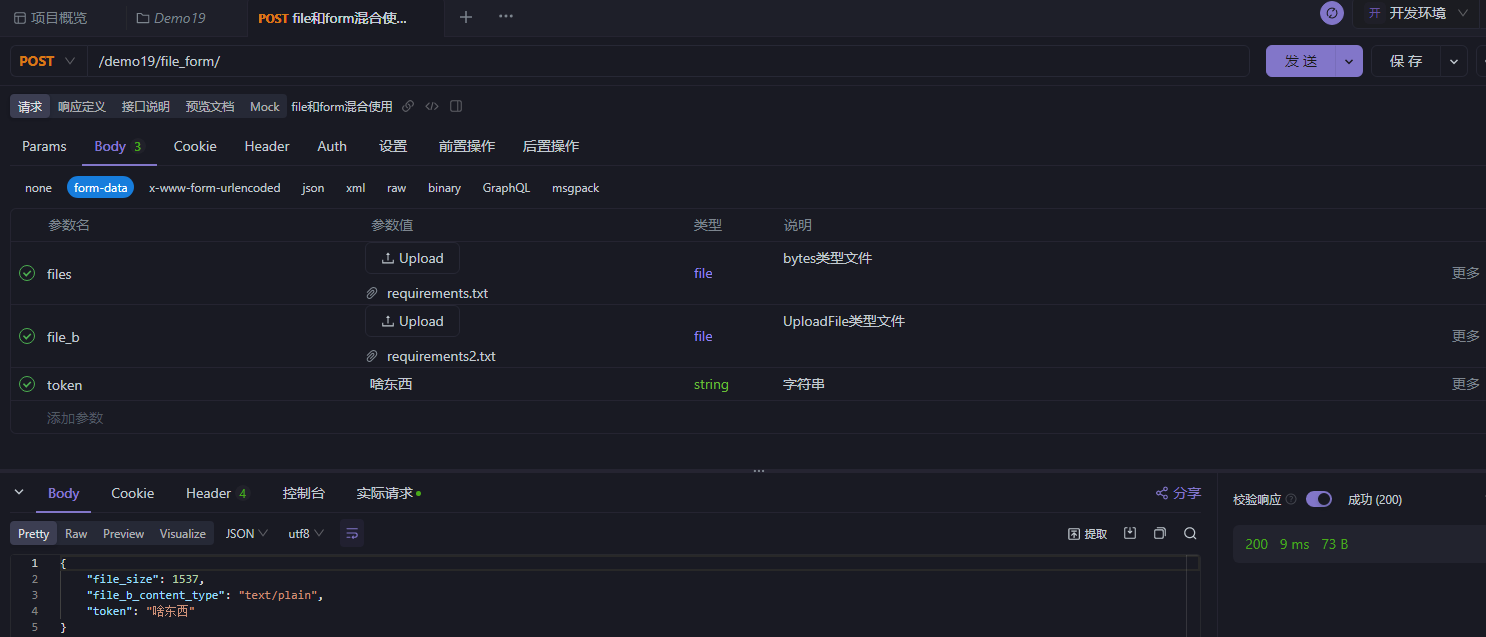 项目概览 Demo19 POST file和form混合使... 开 开发环境
POST /demo19/file_form/ 发 送 保 存
请求 响应定义 接口说明 预览文档 Mock file和form混合使用
Params Body 3 Cookie Header Auth 设置 前置操作 后置操作
none form-data x-www-form-urlencoded json xml raw binary GraphQL msgpack
参数名 参数值 类型 说明
files Upload file bytes类型文件 更多
requirements.txt
file_b Upload file UploadFile类型文件 更多
requirements2.txt
token 啥东西 string 字符串 更多
添加参数
Body Cookie Header 4 控制台 实际请求 分享
校验响应 成功 (200)
Pretty Raw Preview Visualize JSON utf8 提取
200 9 ms 73 B
1 {
2 "file_size": 1537,
3 "file_b_content_type": "text/plain",
4 "token": "啥东西"
5 }